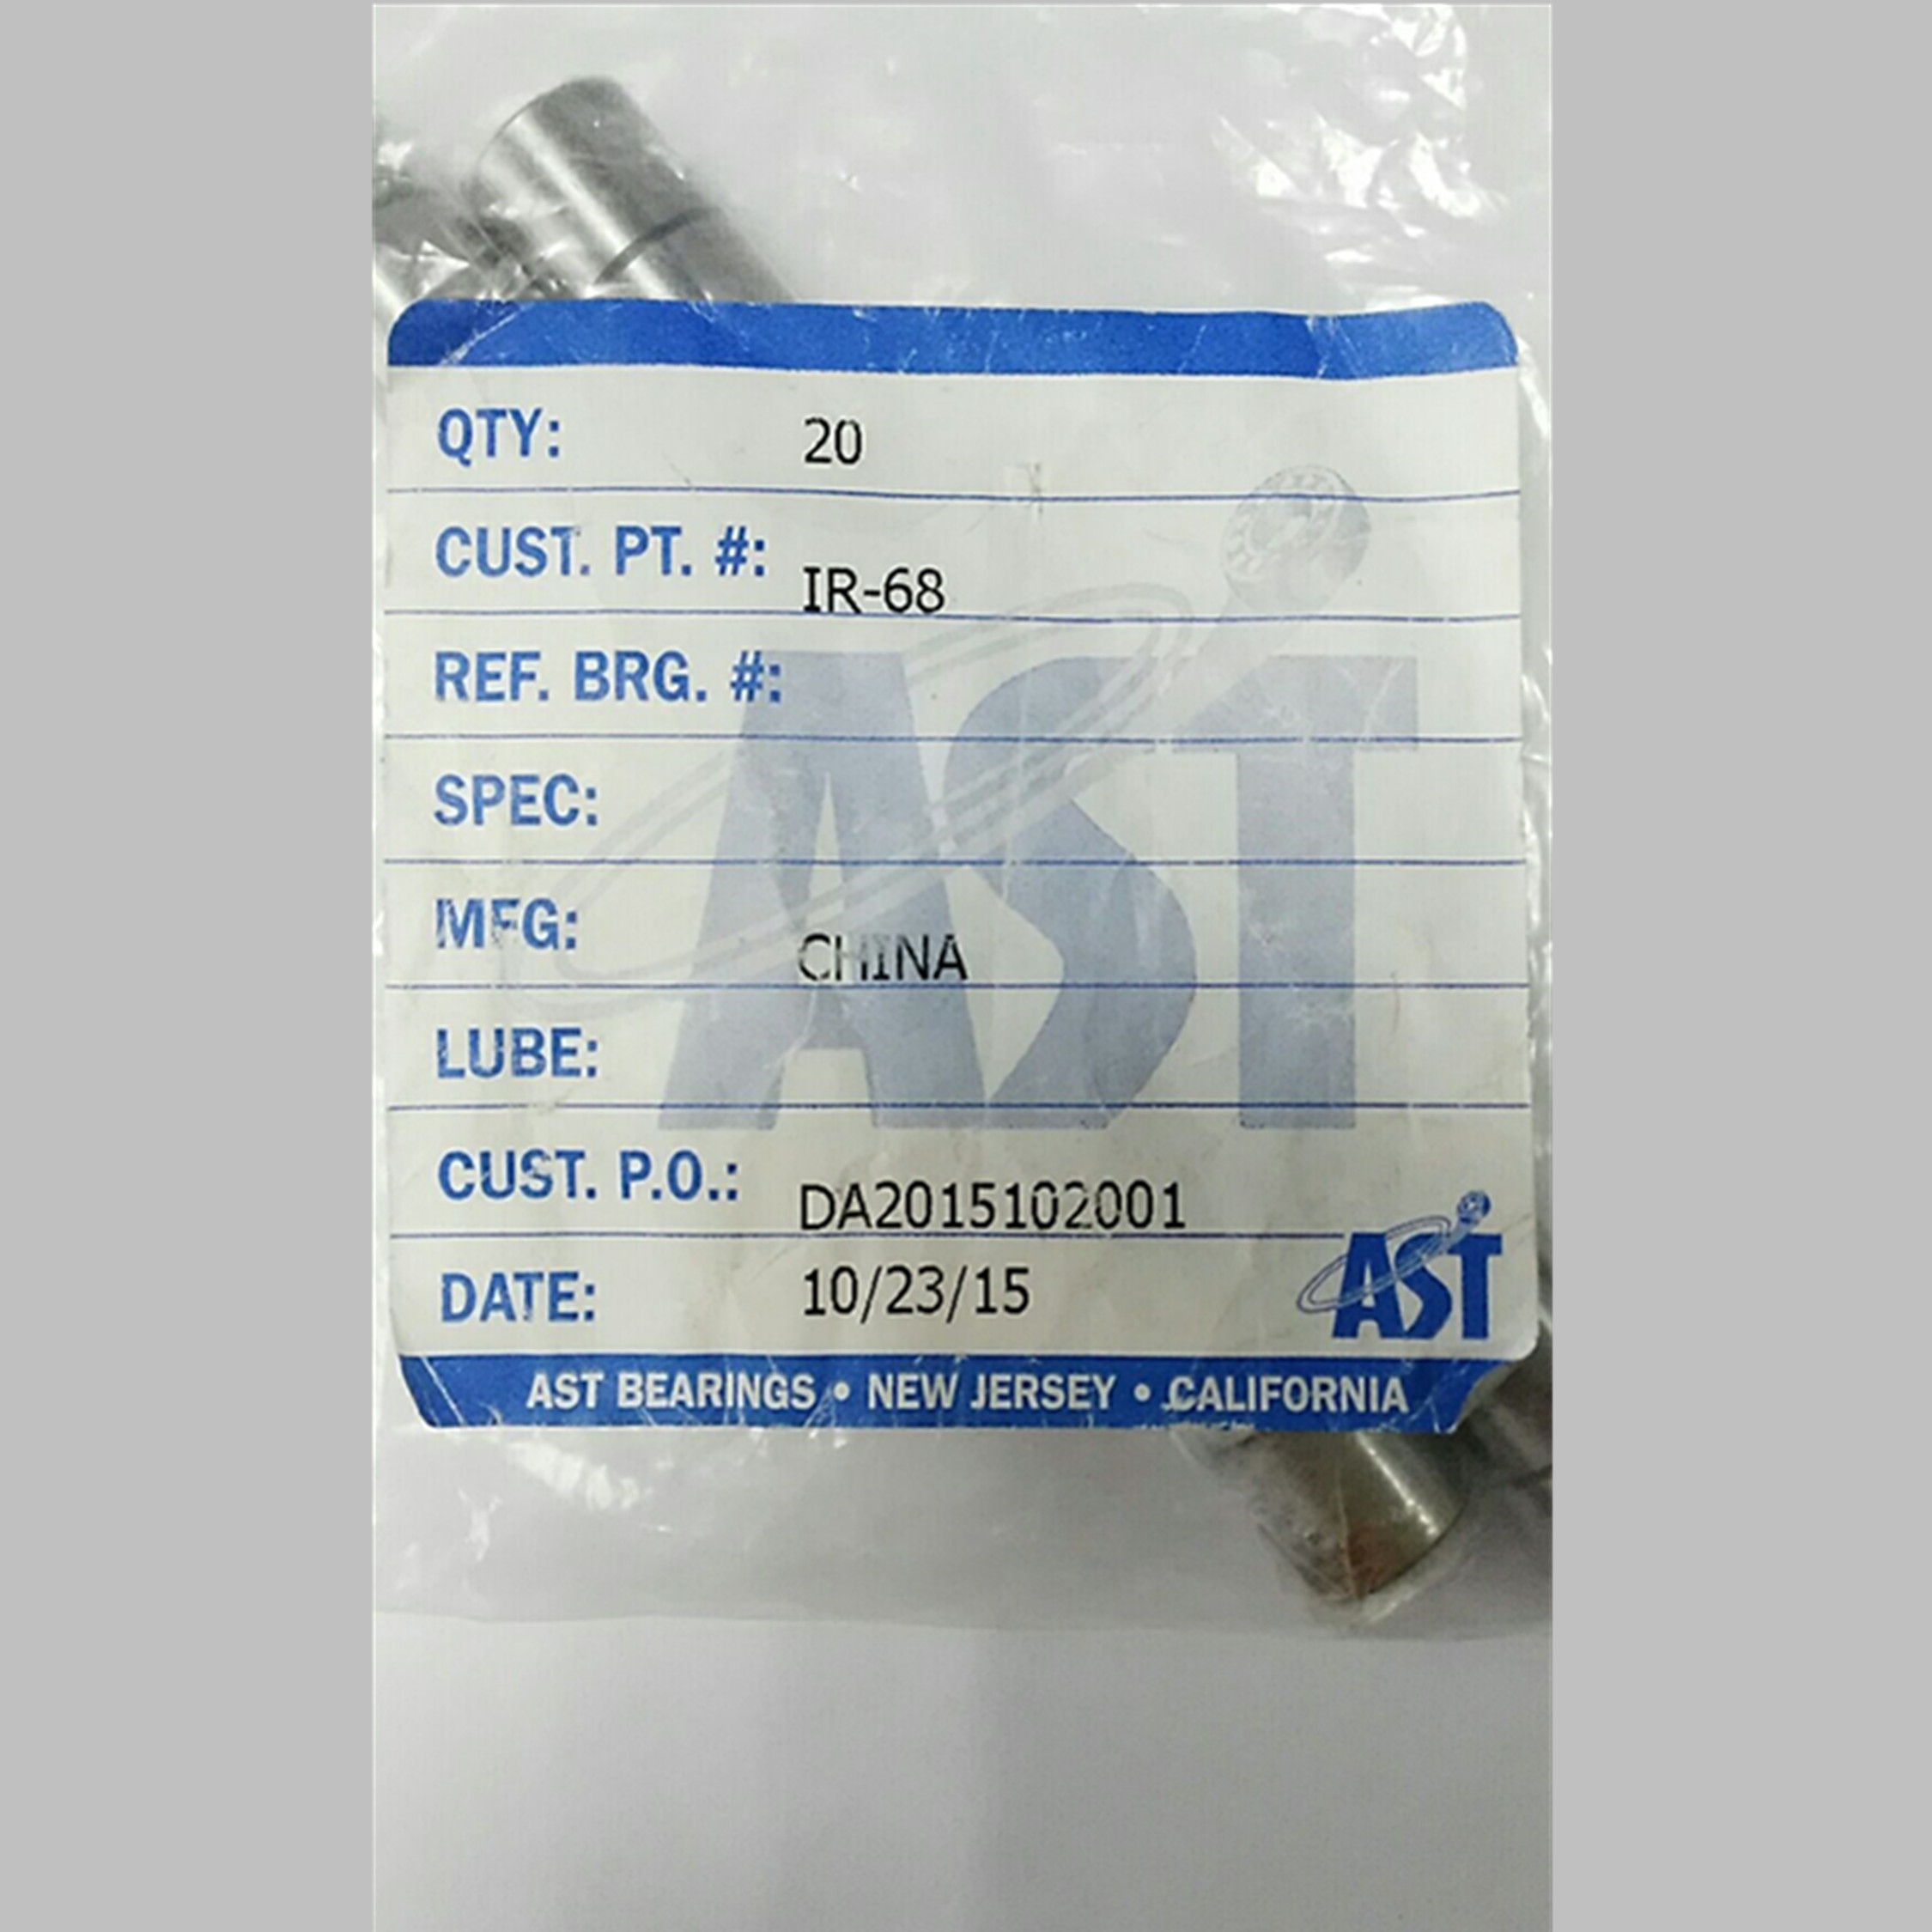 QTY: 20
CUST. PT. #: IR-68
REF. BRG. #:
SPEC:
AST
MFG: CHINA
LUBE:
CUST. P.O.: DA2015102001
DATE: 10/23/15
AST
AST BEARINGS • NEW JERSEY • CALIFORNIA